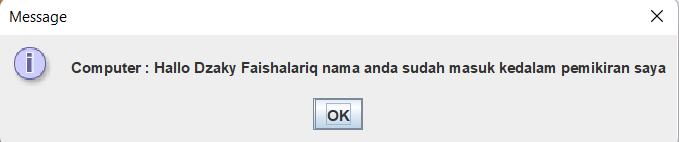 Message
Computer : Hallo Dzaky Faishalariq nama anda sudah masuk kedalam pemikiran saya
OK